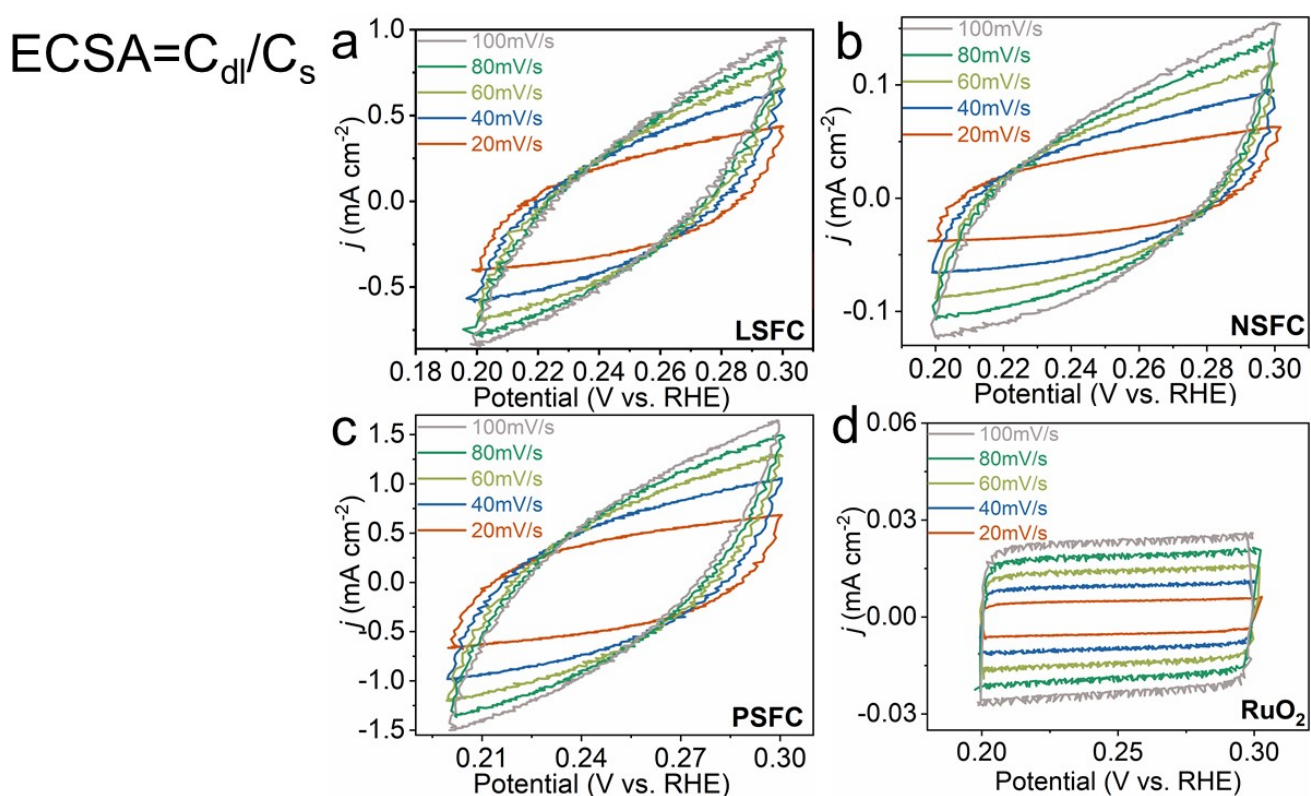 ECSA=Cdl/Cs
a
100mV/s
80mV/s
60mV/s
40mV/s
20mV/s
1.0
0.5
0.0
-0.5
j (mA cm-2)
LSFC
0.18 0.20 0.22 0.24 0.26 0.28 0.30
Potential (V vs. RHE)
b
100mV/s
80mV/s
60mV/s
40mV/s
20mV/s
0.1
0.0
-0.1
j (mA cm-2)
NSFC
0.20 0.22 0.24 0.26 0.28 0.30
Potential (V vs. RHE)
c
100mV/s
80mV/s
60mV/s
40mV/s
20mV/s
1.5
1.0
0.5
0.0
-0.5
-1.0
-1.5
j (mA cm-2)
PSFC
0.21 0.24 0.27 0.30
Potential (V vs. RHE)
d
100mV/s
80mV/s
60mV/s
40mV/s
20mV/s
0.06
0.03
0.00
-0.03
j (mA cm-2)
RuO2
0.20 0.25 0.30
Potential (V vs. RHE)